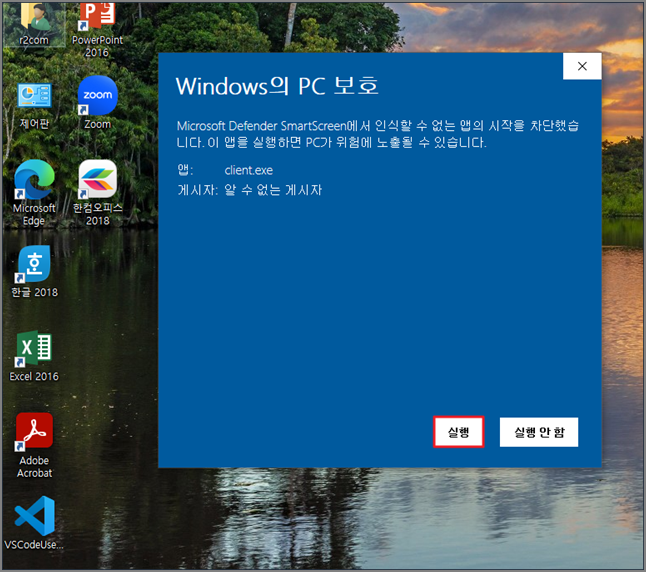 r2com
PowerPoint
2016
제어판
zoom
Zoom
Microsoft
Edge
한컴오피스
2018
한
한글 2018
Excel 2016
Adobe
Acrobat
VSCodeUse...
Windows의 PC 보호
Microsoft Defender SmartScreen에서 인식할 수 없는 앱의 시작을 차단했습
니다. 이 앱을 실행하면 PC가 위험에 노출될 수 있습니다.
앱: client.exe
게시자: 알 수 없는 게시자
실행
실행 안 함